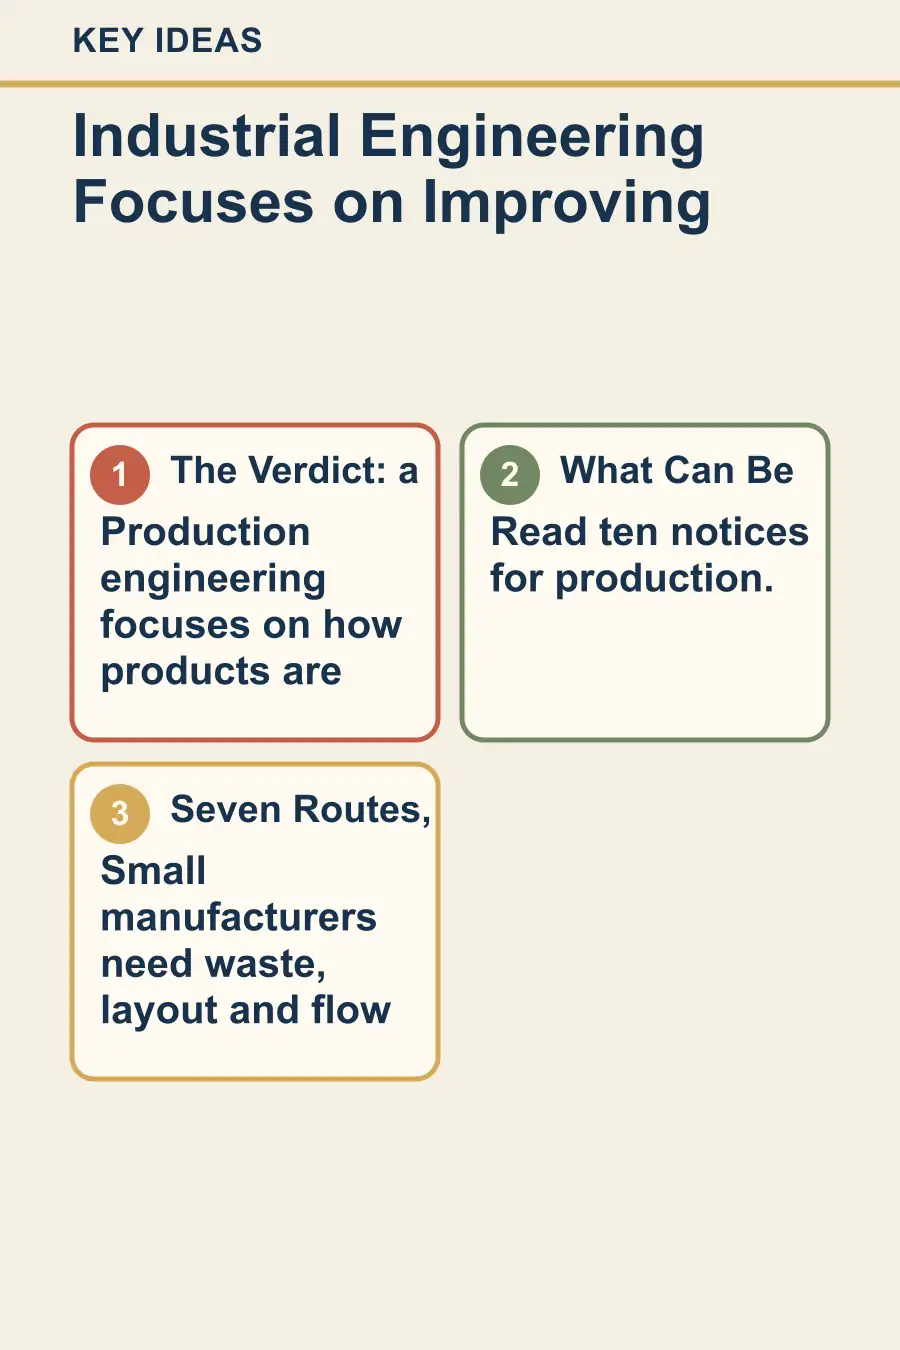 KEY IDEAS
Industrial Engineering
Focuses on Improving
1 The Verdict: a
Production
engineering
focuses on how
products are
2 What Can Be
Read ten notices
for production.
3 Seven Routes,
Small
manufacturers
need waste,
layout and flow